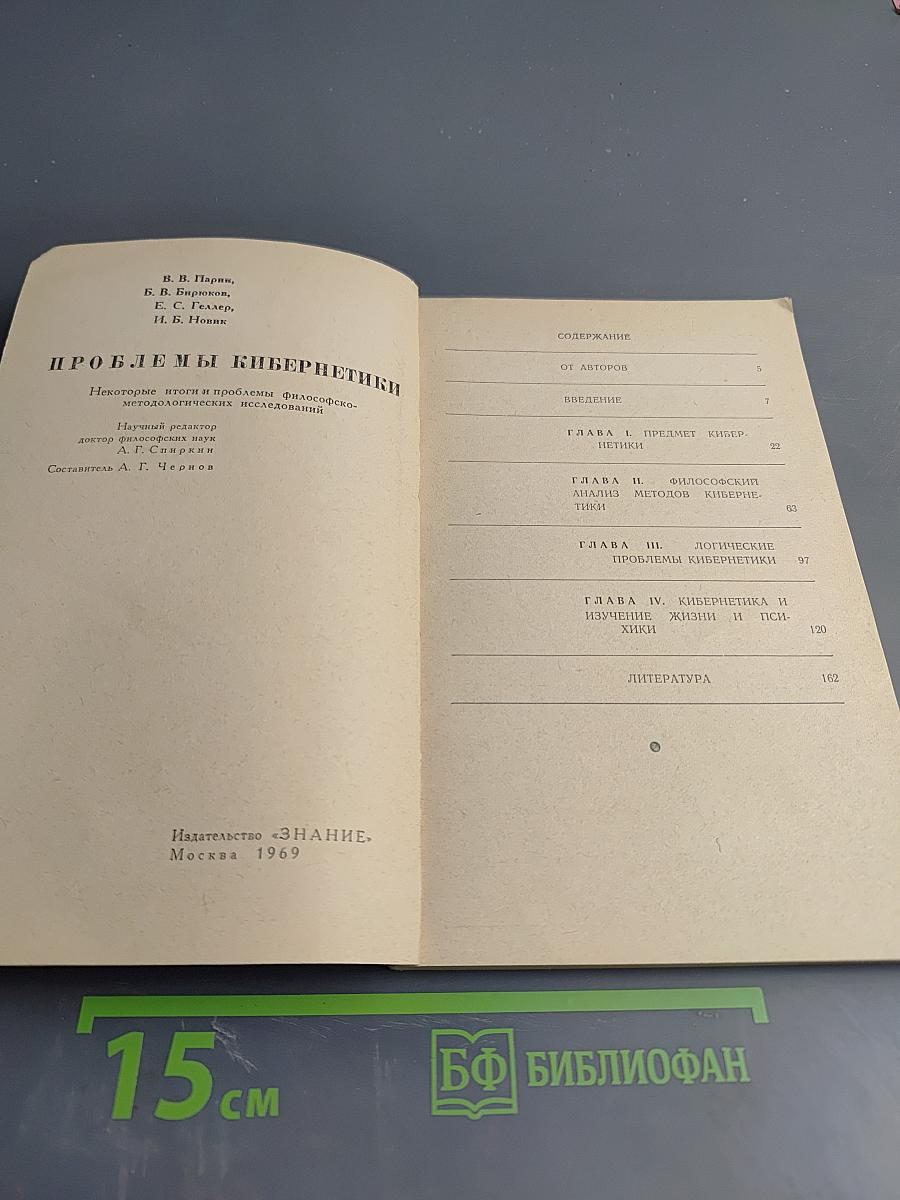 В. В. Парин,
Б. В. Бирюков,
Е. С. Геллер,
И. Б. Новик
ПРОБЛЕМЫ КИБЕРНЕТИКИ
Некоторые итоги и проблемы философско-
методологических исследований
Научный редактор
доктор философских наук
А. Г. Спиркин
Составитель А. Г. Чернов
Издательство «ЗНАНИЕ»
Москва 1969
СОДЕРЖАНИЕ
ОТ АВТОРОВ 5
ВВЕДЕНИЕ 7
ГЛАВА I. ПРЕДМЕТ КИБЕР-
НЕТИКИ 22
ГЛАВА II. ФИЛОСОФСКИЙ
АНАЛИЗ МЕТОДОВ КИБЕРНЕ-
ТИКИ 63
ГЛАВА III. ЛОГИЧЕСКИЕ
ПРОБЛЕМЫ КИБЕРНЕТИКИ 97
ГЛАВА IV. КИБЕРНЕТИКА И
ИЗУЧЕНИЕ ЖИЗНИ И ПСИ-
ХИКИ 120
ЛИТЕРАТУРА 162
15 см
БФ БИБЛИОФАН